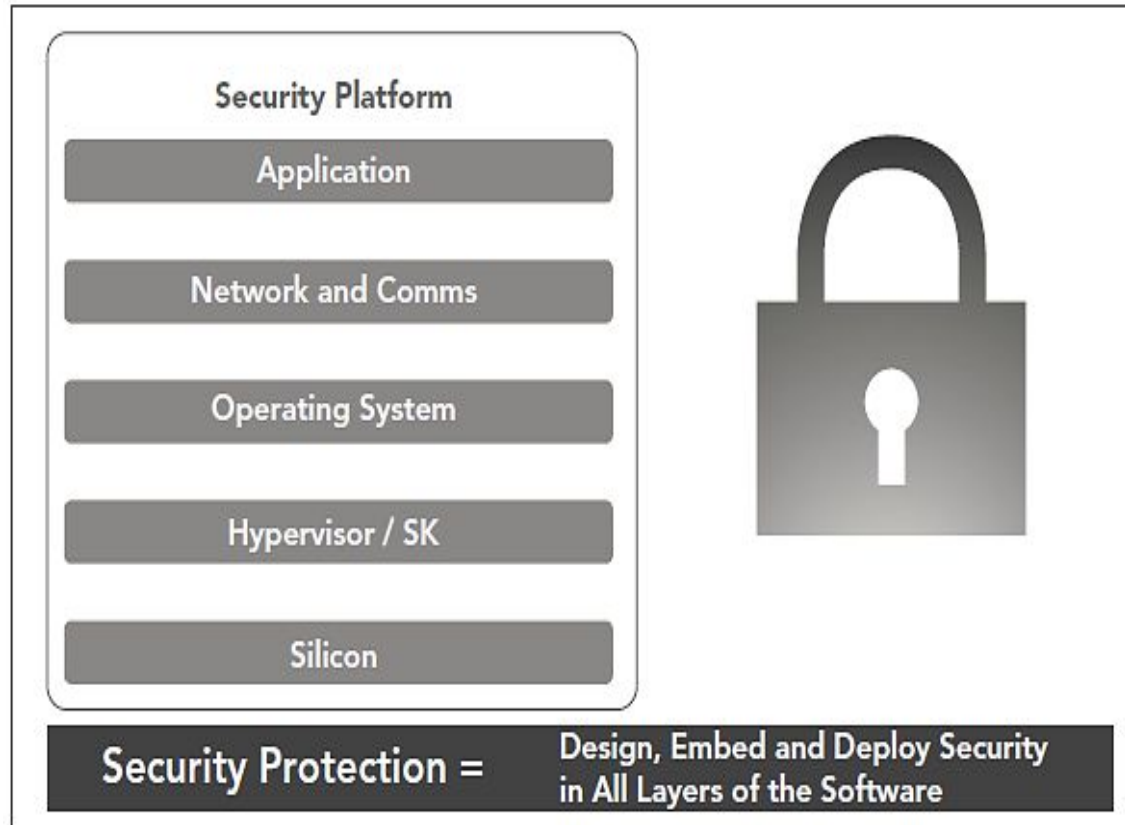 Security Platform
Application
Network and Comms
Operating System
Hypervisor / SK
Silicon
Security Protection =
Design, Embed and Deploy Security
in All Layers of the Software